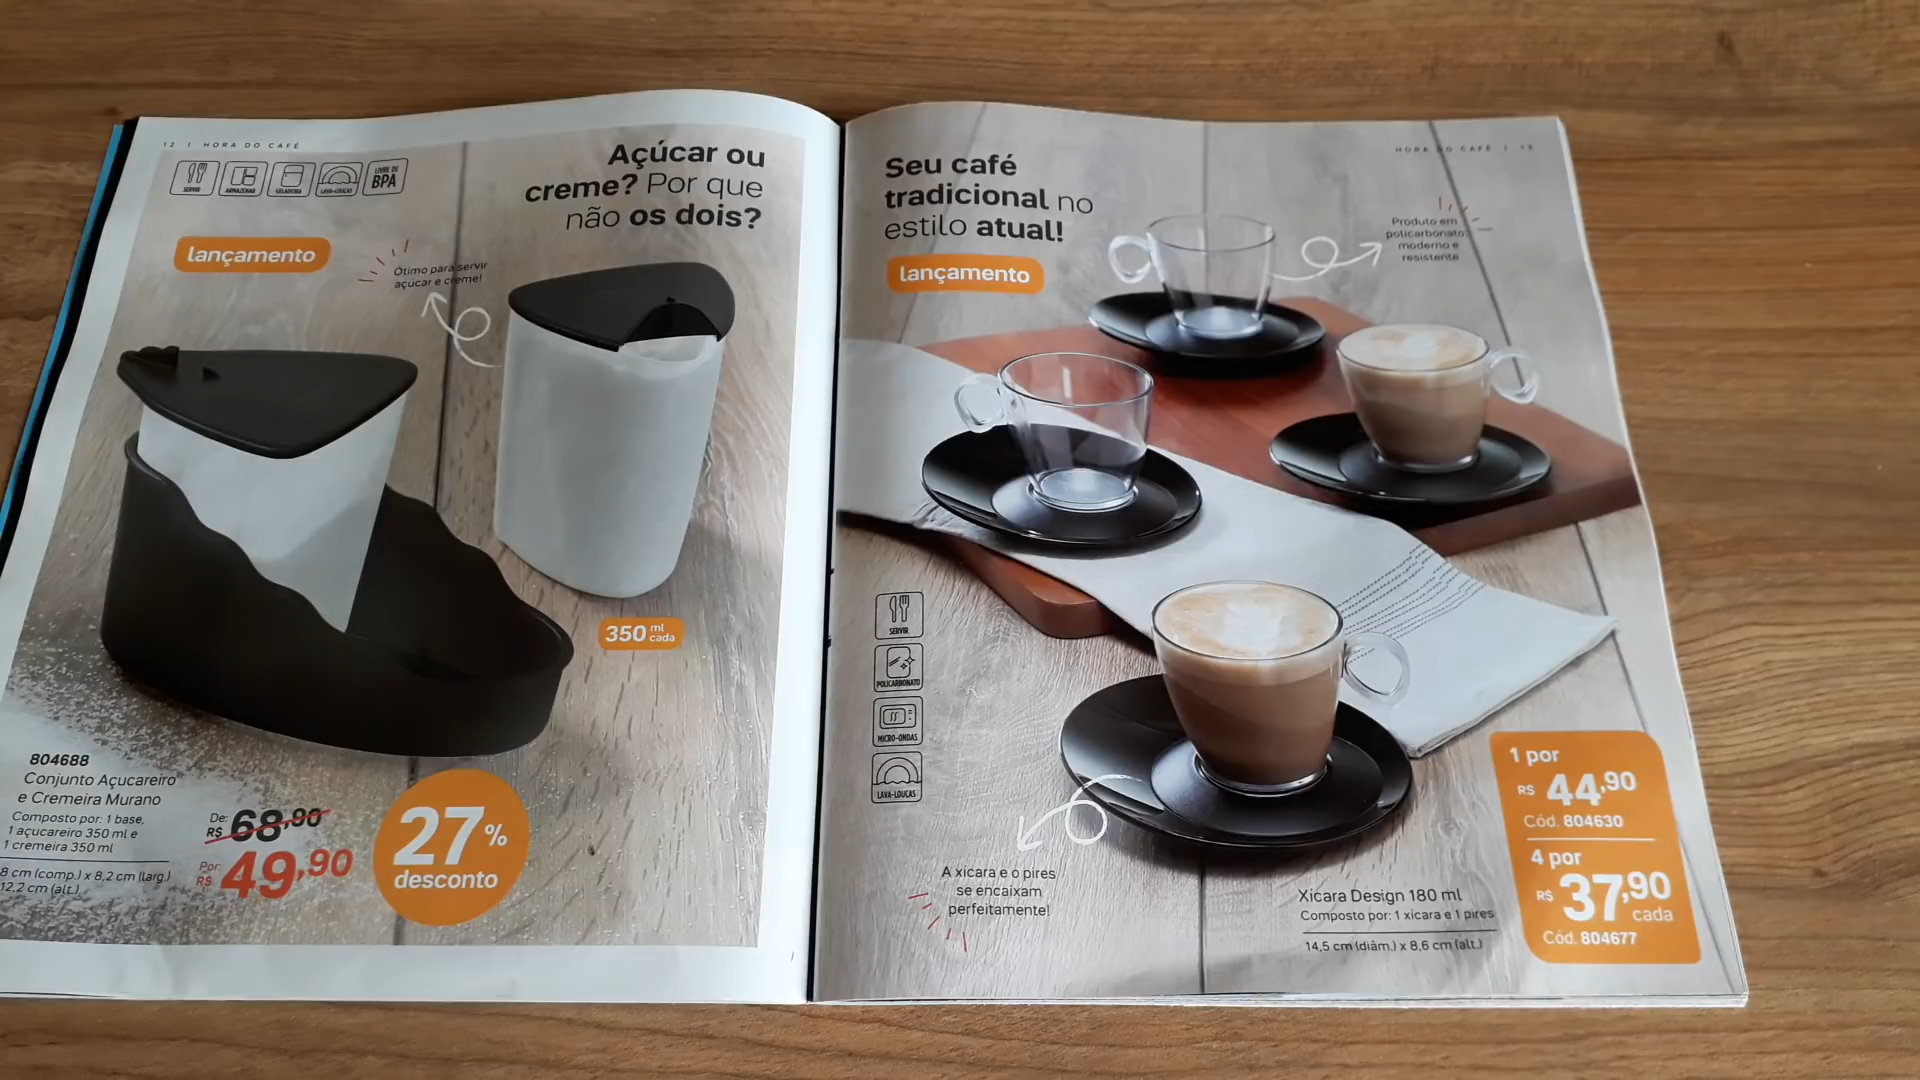 12 | HORA DO CAFÉ
SERVIR
ARMAZENAR
GELADEIRA
LAVA-LOUÇAS
LIVRE DE
BPA
Açúcar ou
creme? Por que
não os dois?
lançamento
Ótimo para servir
açúcar e creme!
350 ml
cada
804688
Conjunto Açucareiro
e Cremeira Murano
Composto por: 1 base,
1 açucareiro 350 ml e
1 cremeira 350 ml
8 cm (comp.) x 8,2 cm (larg.)
12,2 cm (alt.)
De:
R$ 68,90
Por:
R$ 49,90
27%
desconto
HORA DO CAFÉ | 13
Seu café
tradicional no
estilo atual!
lançamento
Produto em
policarbonato,
moderno e
resistente
SERVIR
POLICARBONATO
MICRO-ONDAS
LAVA-LOUÇAS
A xícara e o pires
se encaixam
perfeitamente!
Xícara Design 180 ml
Composto por: 1 xícara e 1 pires
14,5 cm (diâm.) x 8,6 cm (alt.)
1 por
R$ 44,90
Cód. 804630
4 por
R$ 37,90
cada
Cód. 804677